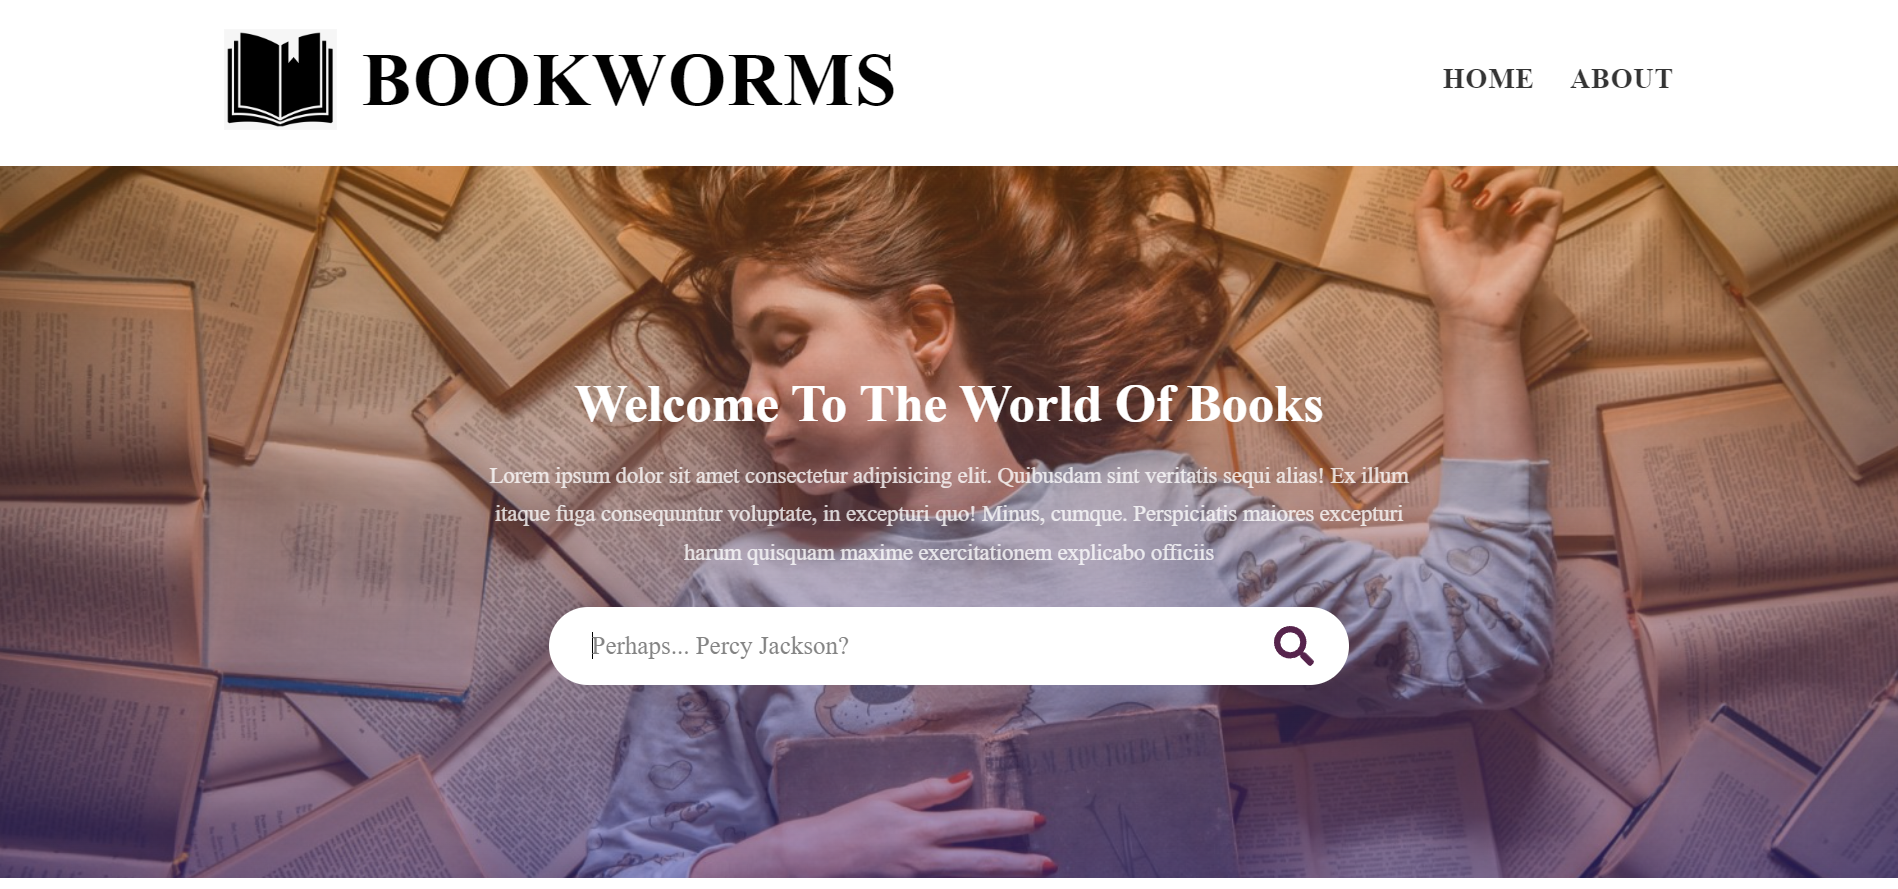 BOOKWORMS
HOME ABOUT
Welcome To The World Of Books
Lorem ipsum dolor sit amet consectetur adipisicing elit. Quibusdam sint veritatis sequi alias! Ex illum
itaque fuga consequuntur voluptate, in excepturi quo! Minus, cumque. Perspiciatis maiores excepturi
harum quisquam maxime exercitationem explicabo officiis
Perhaps... Percy Jackson?